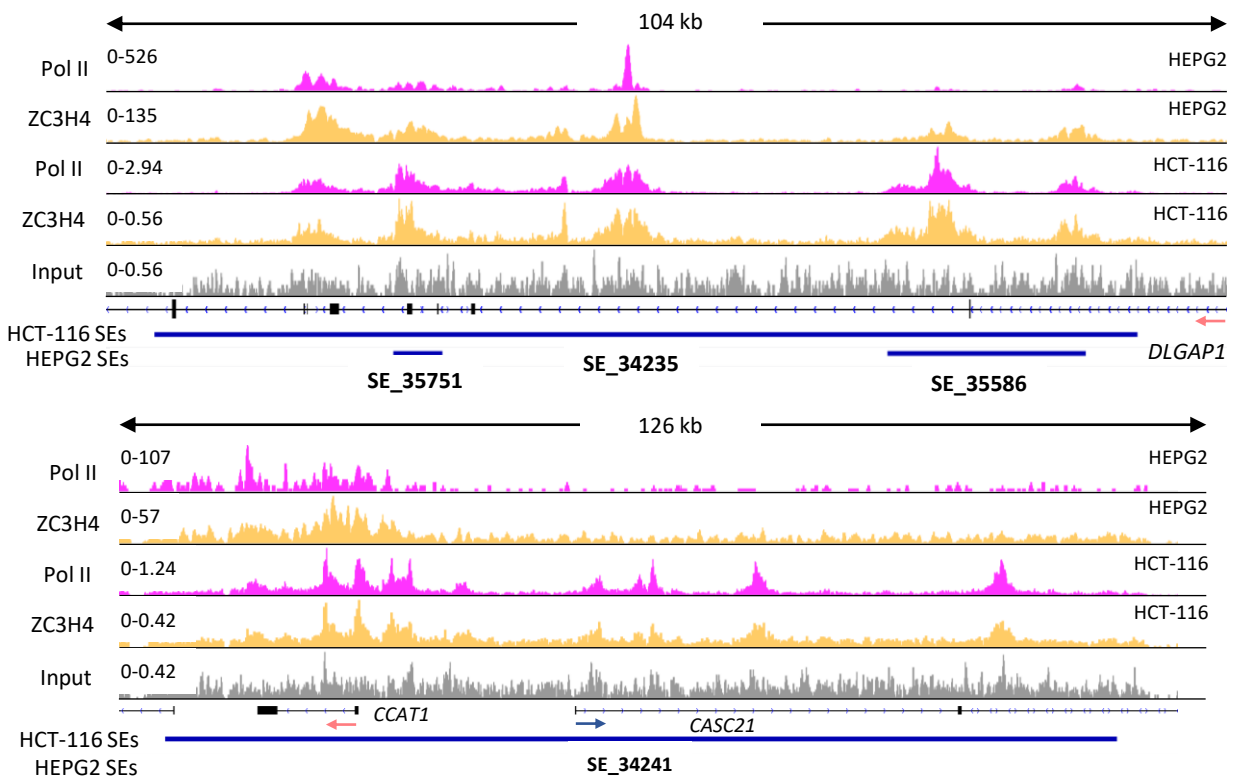 104 kb
Pol II 0-526 HEPG2
ZC3H4 0-135 HEPG2
Pol II 0-2.94 HCT-116
ZC3H4 0-0.56 HCT-116
Input 0-0.56
HCT-116 SEs
HEPG2 SEs DLGAP1
SE_35751 SE_34235 SE_35586
126 kb
Pol II 0-107 HEPG2
ZC3H4 0-57 HEPG2
Pol II 0-1.24 HCT-116
ZC3H4 0-0.42 HCT-116
Input 0-0.42
CCAT1 CASC21
HCT-116 SEs
HEPG2 SEs SE_34241